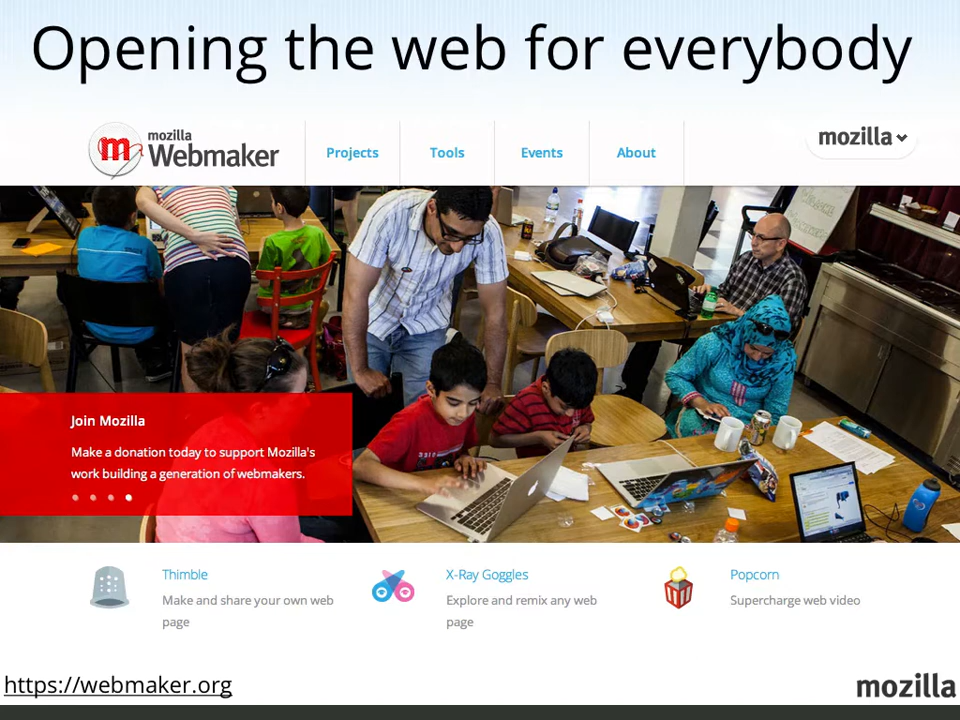 Opening the web for everybody
mozilla
Webmaker
Projects
Tools
Events
About
mozilla
Join Mozilla
Make a donation today to support Mozilla's
work building a generation of webmakers.
Thimble
Make and share your own web
page
X-Ray Goggles
Explore and remix any web
page
Popcorn
Supercharge web video
https://webmaker.org
mozilla